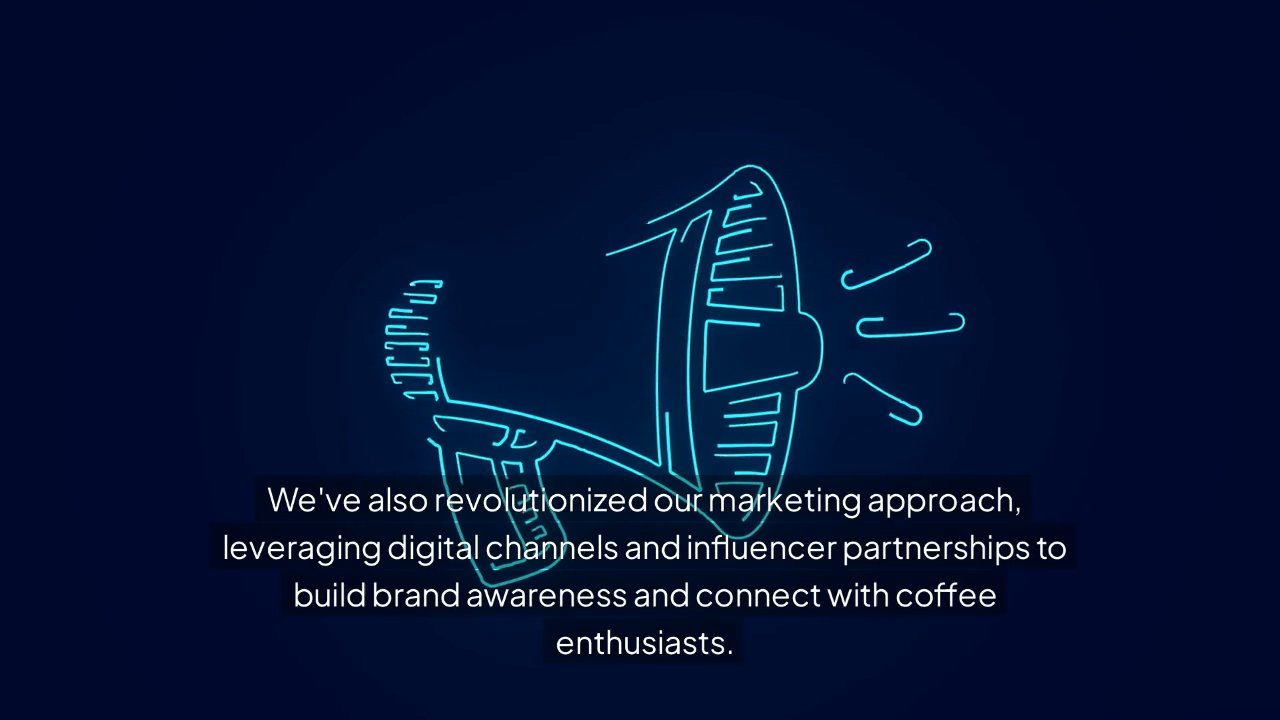 We've also revolutionized our marketing approach,
leveraging digital channels and influencer partnerships to
build brand awareness and connect with coffee
enthusiasts.